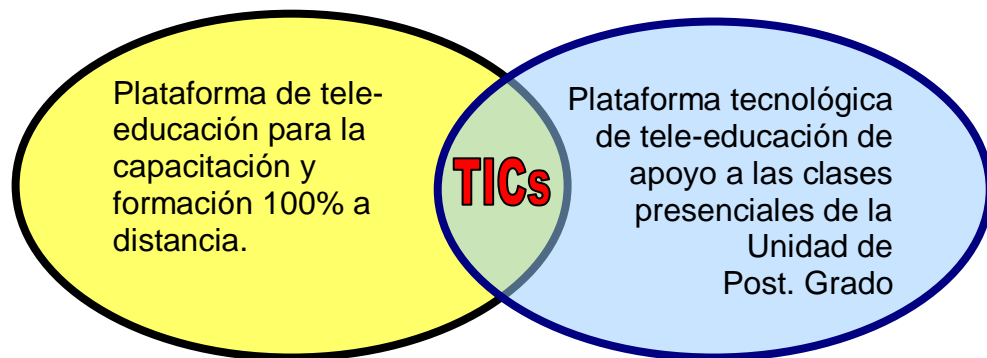 Plataforma de tele-
educación para la
capacitación y
formación 100% a
distancia.
TICs
Plataforma tecnológica
de tele-educación de
apoyo a las clases
presenciales de la
Unidad de
Post. Grado